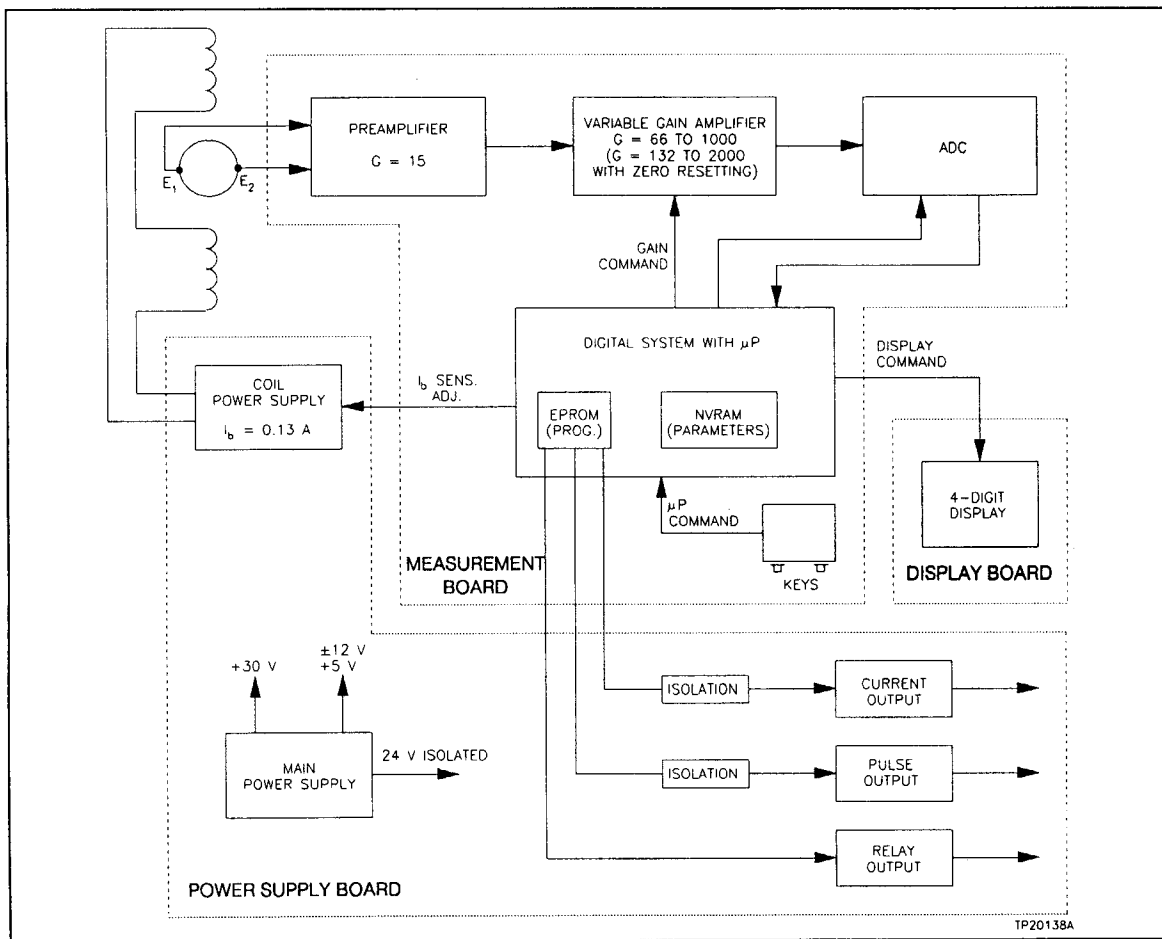 PREAMPLIFIER
G = 15
VARIABLE GAIN AMPLIFIER
G = 66 TO 1000
(G = 132 TO 2000
WITH ZERO RESETTING)
ADC
E₁
E₂
GAIN
COMMAND
DIGITAL SYSTEM WITH µP
EPROM
(PROG.)
NVRAM
(PARAMETERS)
DISPLAY
COMMAND
COIL
POWER SUPPLY
I_b = 0.13 A
I_b SENS.
ADJ.
4-DIGIT
DISPLAY
DISPLAY BOARD
µP
COMMAND
KEYS
MEASUREMENT
BOARD
+30 V
±12 V
+5 V
MAIN
POWER SUPPLY
24 V ISOLATED
ISOLATION
CURRENT
OUTPUT
ISOLATION
PULSE
OUTPUT
RELAY
OUTPUT
POWER SUPPLY BOARD
TP20138A